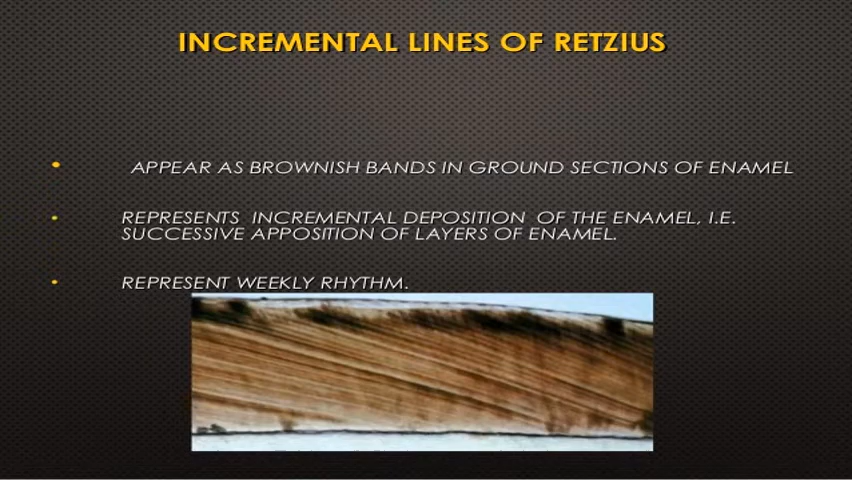 INCREMENTAL LINES OF RETZIUS
• APPEAR AS BROWNISH BANDS IN GROUND SECTIONS OF ENAMEL
• REPRESENTS INCREMENTAL DEPOSITION OF THE ENAMEL, I.E.
SUCCESSIVE APPOSITION OF LAYERS OF ENAMEL.
• REPRESENT WEEKLY RHYTHM.